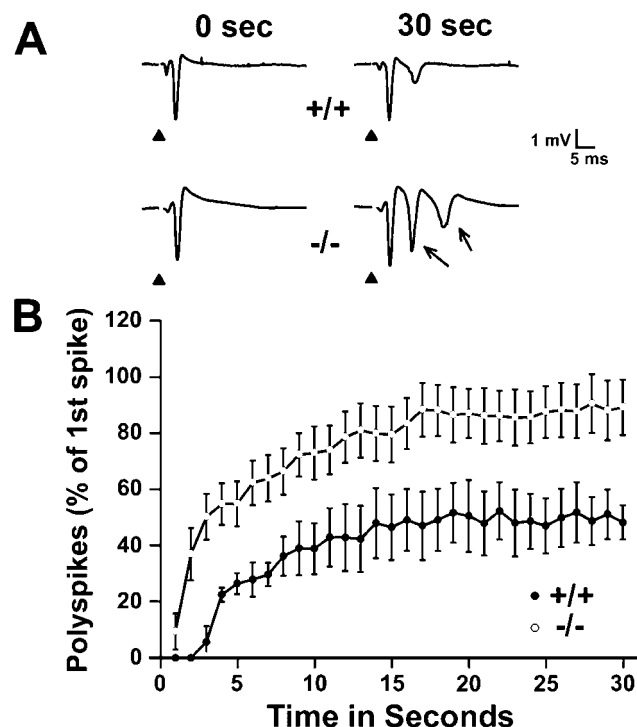 A
0 sec 30 sec
+/+
1 mV
5 ms
-/-
B
Polyspikes (% of 1st spike)
120
100
80
60
40
20
0
+/+
-/-
0 5 10 15 20 25 30
Time in Seconds